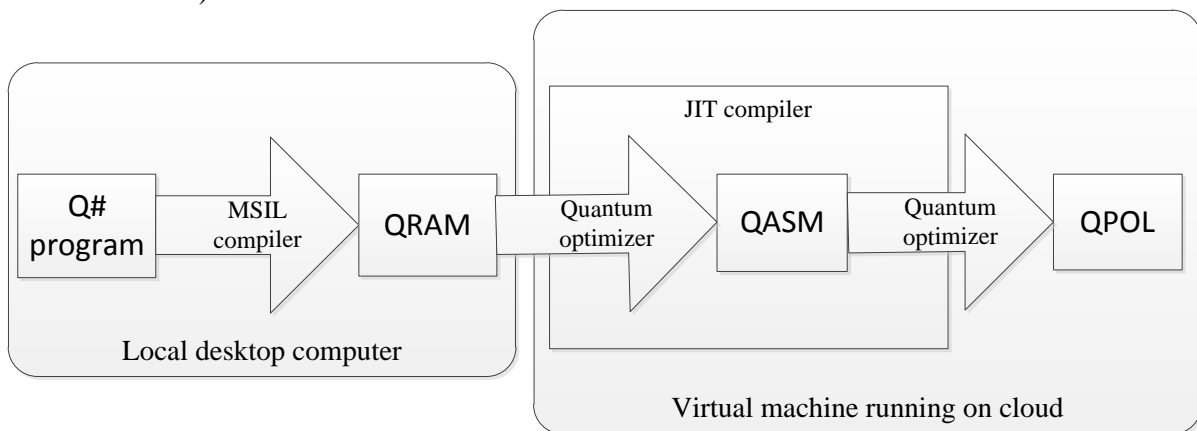 )
JIT compiler
Q#
program
MSIL
compiler
QRAM
Quantum
optimizer
QASM
Quantum
optimizer
QPOL
Local desktop computer
Virtual machine running on cloud